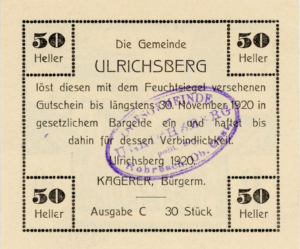 50 Heller
50 Heller
Die Gemeinde
ULRICHSBERG
löst diesen mit dem Feuchtsiegel versehenen
Gutschein bis längstens 30. November 1920 in
gesetzlichem Bargelde ein und haftet bis
dahin für dessen Verbindlichkeit.
Ulrichsberg 1920.
KAGERER, Bürgerm.
50 Heller
50 Heller
Ausgabe C 30 Stück
GEMEINDE
Rohrbach